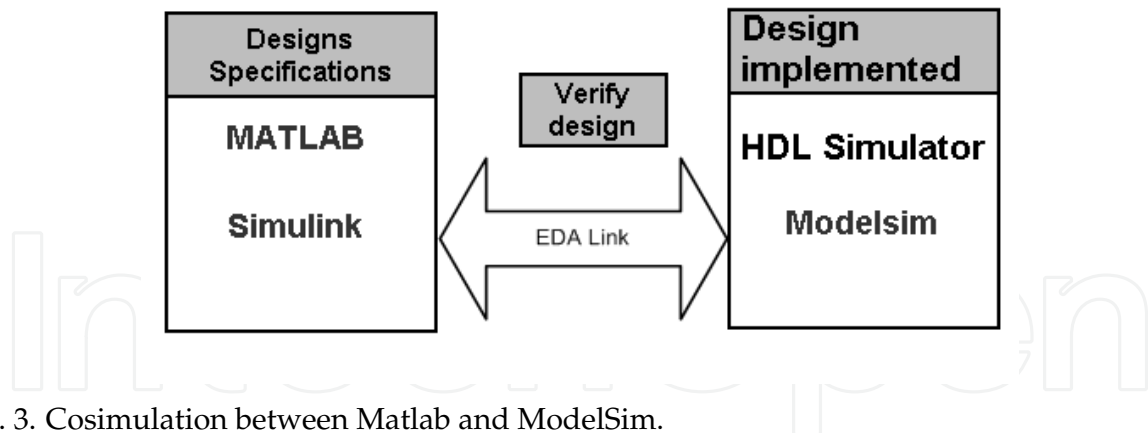 Designs
Specifications
MATLAB
Simulink
Verify
design
EDA Link
Design
implemented
HDL Simulator
Modelsim
. 3. Cosimulation between Matlab and ModelSim.